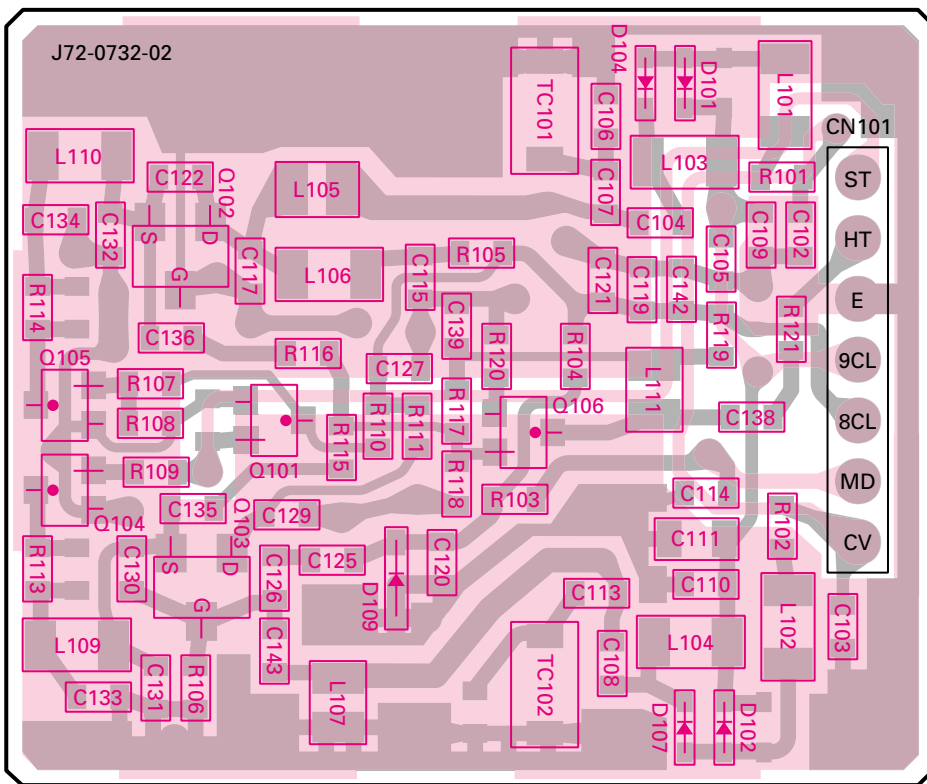 J72-0732-02
D104
D101
L101
TC101
C106
CN101
L110
L103
C122
Q102
L105
C107
R101
ST
C134
C132
S
D
C104
C109
C102
HT
C117
L106
C115
R105
C121
C119
C142
C105
G
R114
E
C136
C139
R120
R104
R119
R121
Q105
R116
C127
9CL
R107
L111
R108
R110
R111
R117
Q106
C138
8CL
Q101
R115
R109
R118
MD
Q104
C135
Q103
C129
R103
C114
R102
C111
CV
R113
C130
S
D
C126
C125
D109
C120
C110
G
C113
L109
C143
TC102
C108
L104
L102
C103
C133
C131
R106
L107
D107
D102